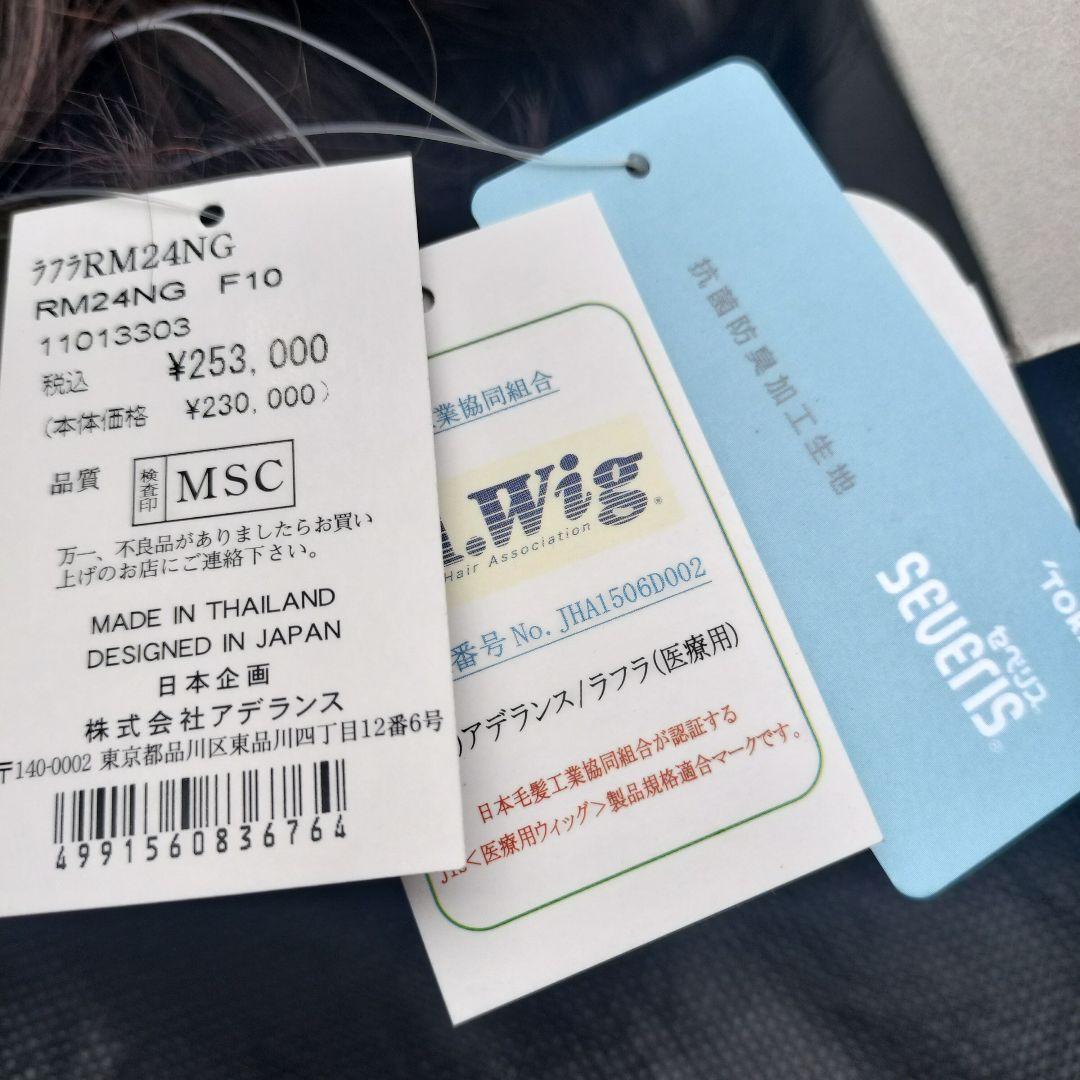 ラフラRM24NG
RM24NG F10
11013303
税込 ¥253,000
(本体価格 ¥230,000)
品質 検査印 MSC
万一、不良品がありましたらお買い
上げのお店にご連絡下さい。
MADE IN THAILAND
DESIGNED IN JAPAN
日本企画
株式会社アデランス
〒140-0002 東京都品川区東品川四丁目12番6号
4991560836764
業協同組合
.Wig®
Hair Association
番号 No. JHA1506D002
)アデランス/ラフラ(医療用)
日本毛髪工業協同組合が認証する
JIS<医療用ウィッグ>製品規格適合マークです。
抗菌防臭加工生地
SEVERIS®
セベリス
'TOK